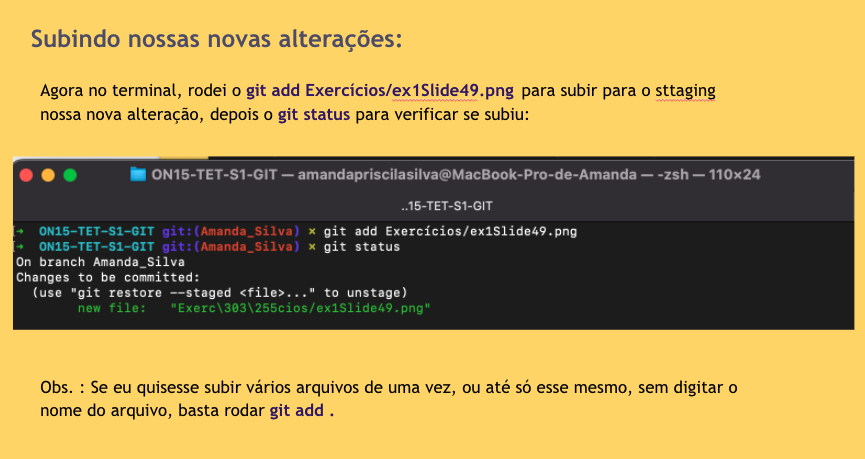 Subindo nossas novas alterações:
Agora no terminal, rodei o git add Exercícios/ex1Slide49.png para subir para o sttaging
nossa nova alteração, depois o git status para verificar se subiu:
ON15-TET-S1-GIT — amandapriscilasilva@MacBook-Pro-de-Amanda — -zsh — 110×24
..15-TET-S1-GIT
[➜ ON15-TET-S1-GIT git:(Amanda_Silva) × git add Exercícios/ex1Slide49.png
[➜ ON15-TET-S1-GIT git:(Amanda_Silva) × git status
On branch Amanda_Silva
Changes to be committed:
(use "git restore --staged <file>..." to unstage)
new file: "Exerc\303\255cios/ex1Slide49.png"
Obs. : Se eu quisesse subir vários arquivos de uma vez, ou até só esse mesmo, sem digitar o
nome do arquivo, basta rodar git add .